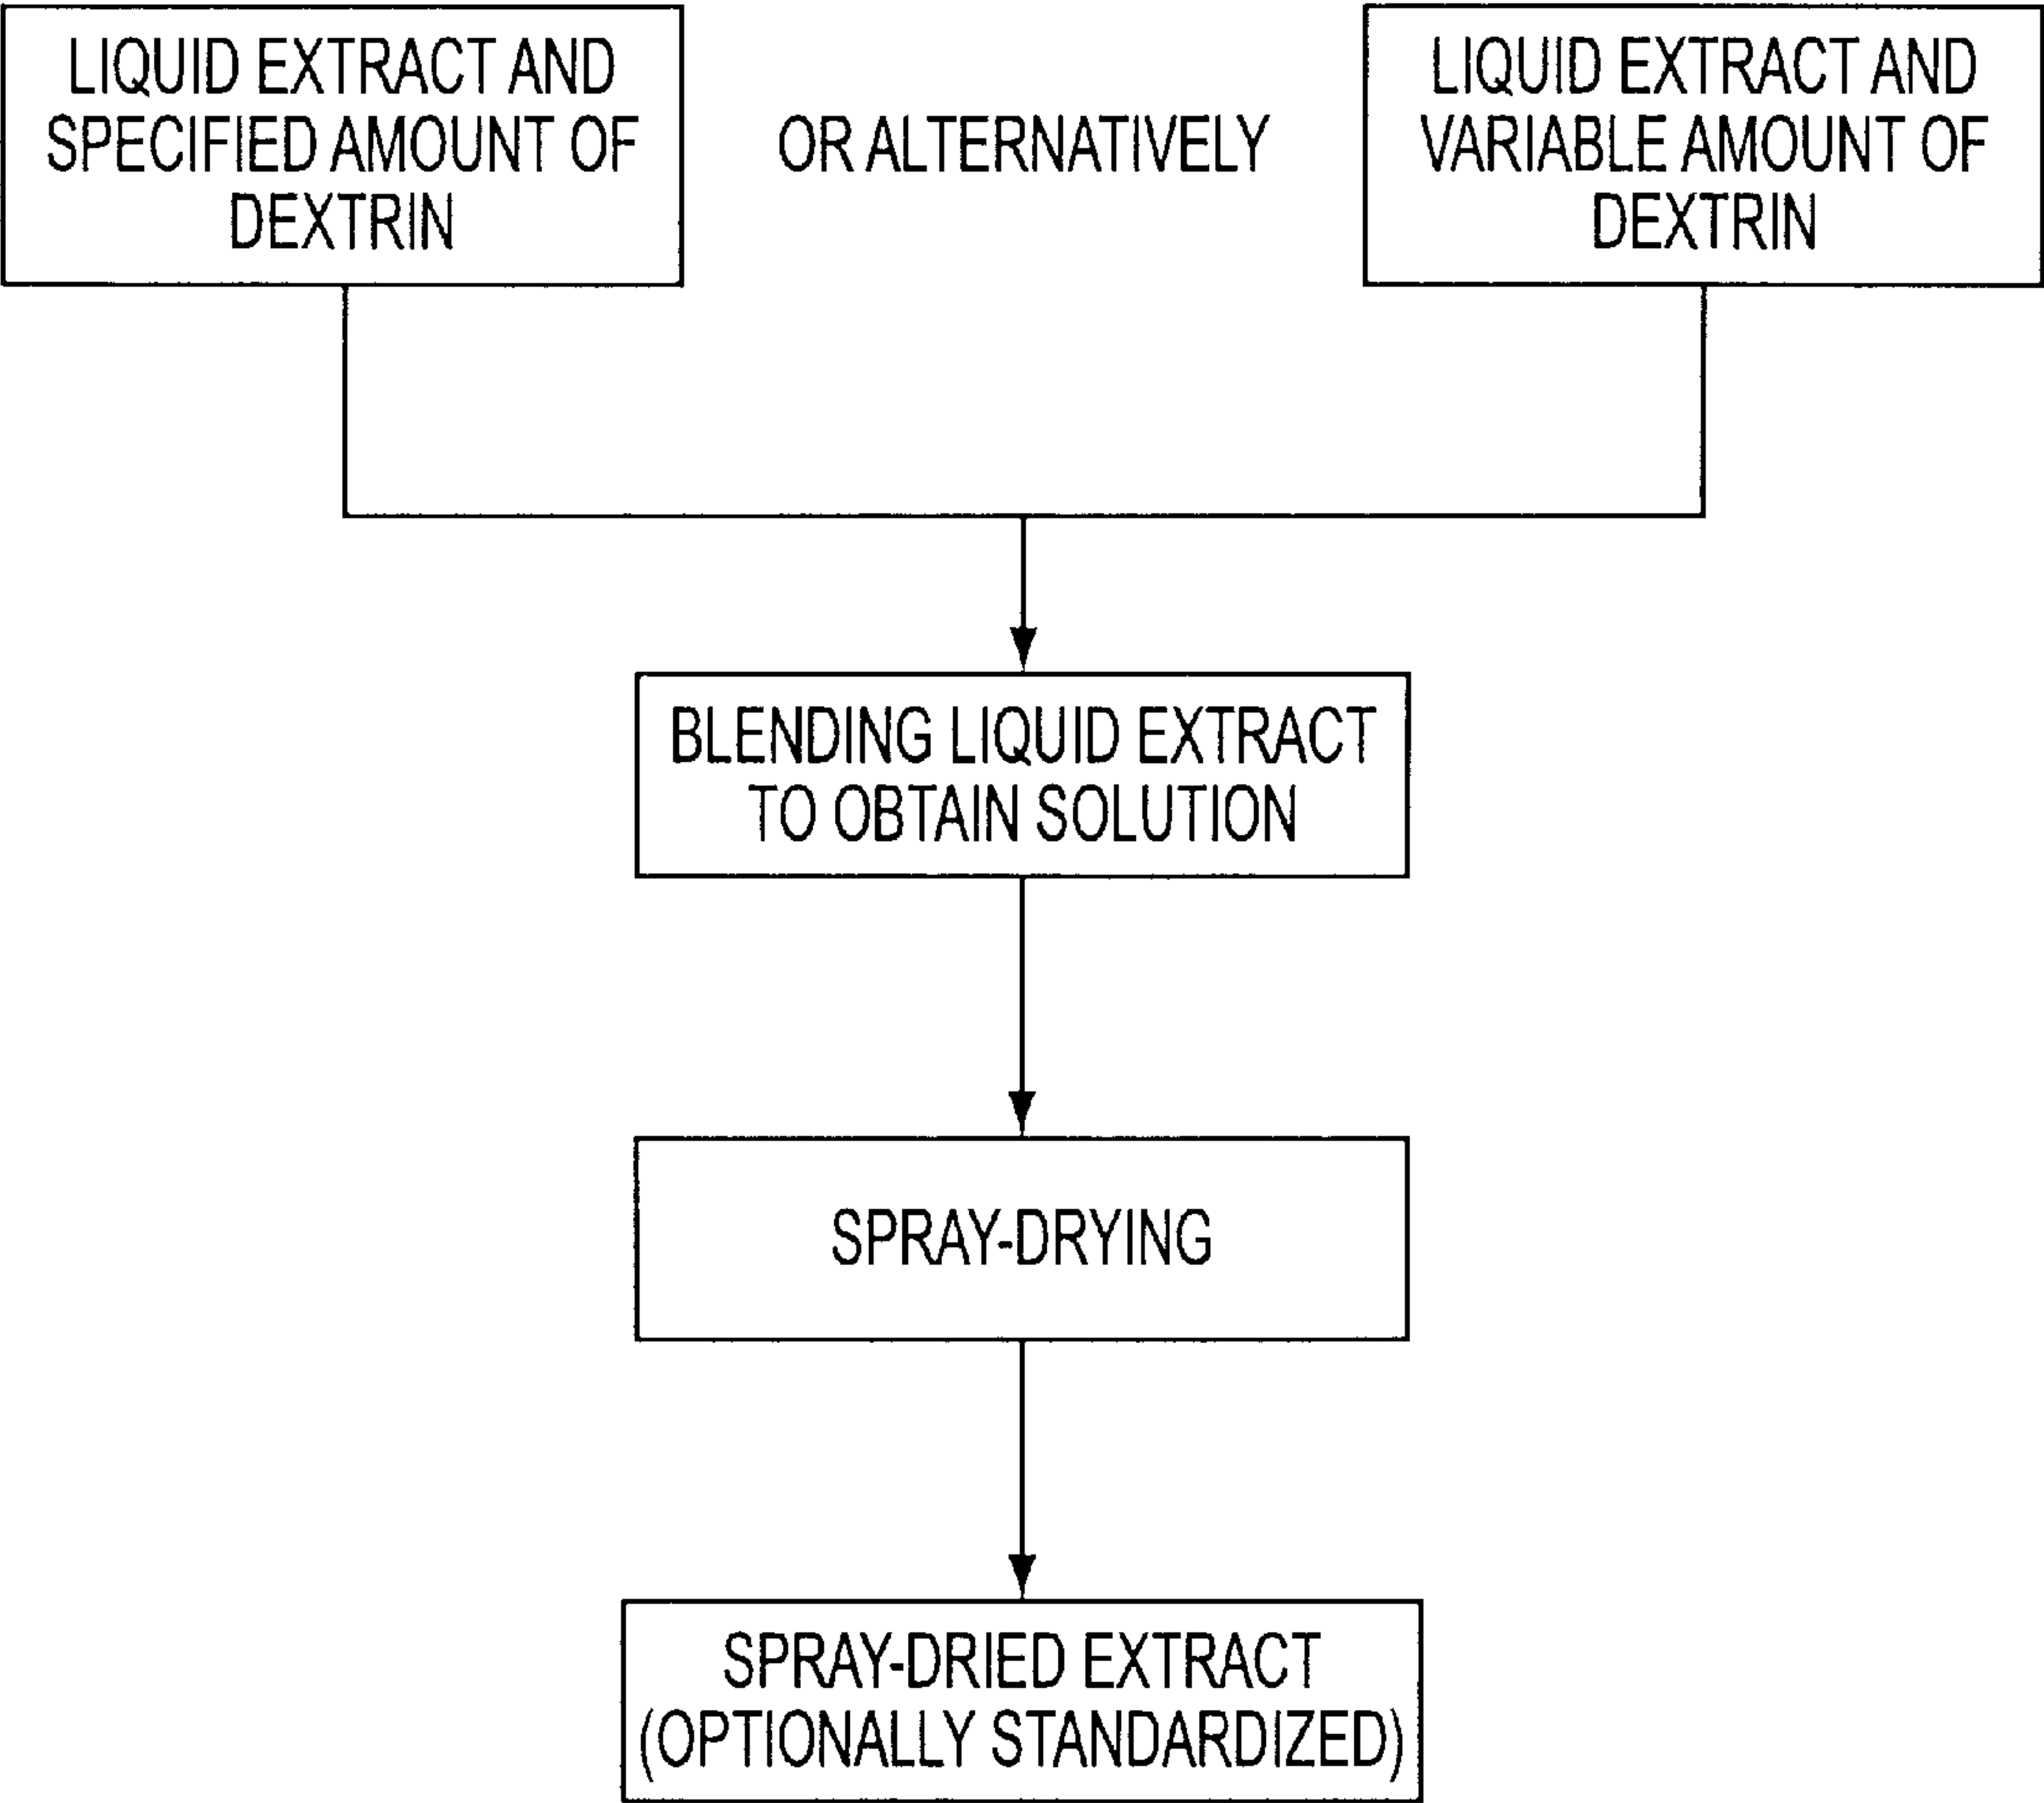 LIQUID EXTRACT AND
SPECIFIED AMOUNT OF
DEXTRIN
OR ALTERNATIVELY
LIQUID EXTRACT AND
VARIABLE AMOUNT OF
DEXTRIN
BLENDING LIQUID EXTRACT
TO OBTAIN SOLUTION
SPRAY-DRYING
SPRAY-DRIED EXTRACT
(OPTIONALLY STANDARDIZED)